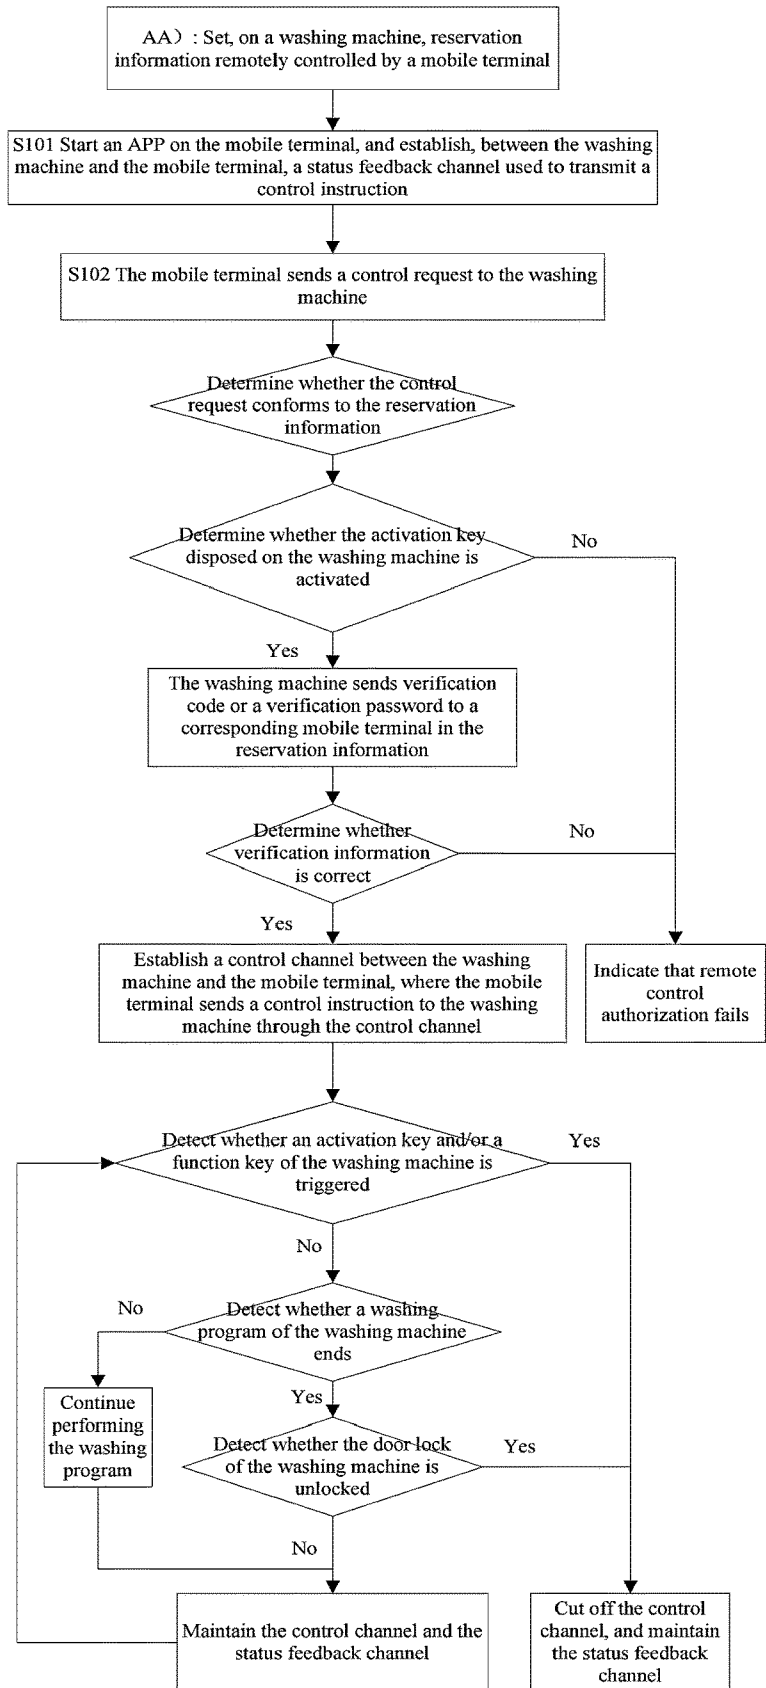 AA）: Set, on a washing machine, reservation
information remotely controlled by a mobile terminal
S101 Start an APP on the mobile terminal, and establish, between the washing
machine and the mobile terminal, a status feedback channel used to transmit a
control instruction
S102 The mobile terminal sends a control request to the washing
machine
Determine whether the control
request conforms to the reservation
information
Determine whether the activation key
disposed on the washing machine is
activated
No
Yes
The washing machine sends verification
code or a verification password to a
corresponding mobile terminal in the
reservation information
Determine whether
verification information
is correct
No
Yes
Establish a control channel between the washing
machine and the mobile terminal, where the mobile
terminal sends a control instruction to the washing
machine through the control channel
Indicate that remote
control
authorization fails
Detect whether an activation key and/or a
function key of the washing machine is
triggered
Yes
No
Detect whether a washing
program of the washing machine
ends
No
Yes
Continue
performing
the washing
program
Detect whether the door lock
of the washing machine is
unlocked
Yes
No
Maintain the control channel and the
status feedback channel
Cut off the control
channel, and maintain
the status feedback
channel